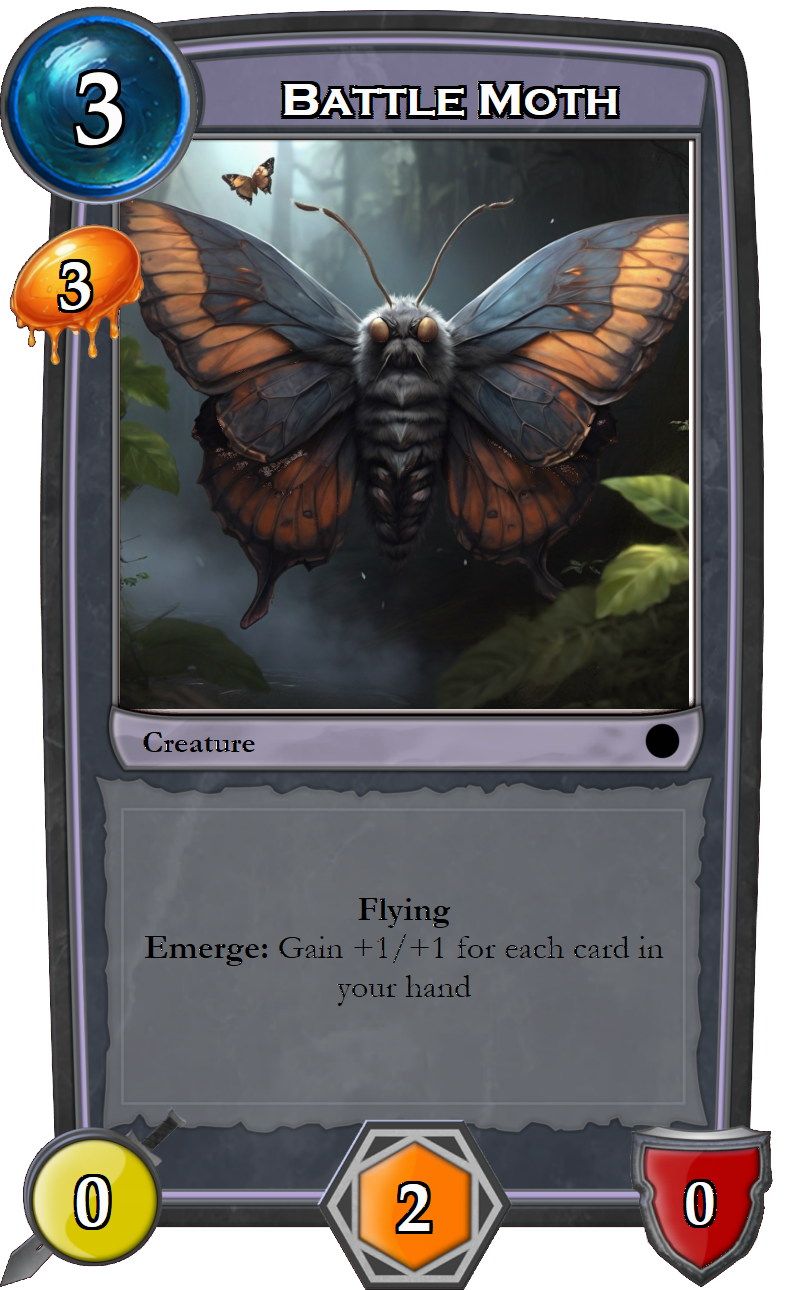 3
Battle Moth
3
Creature
Flying
Emerge: Gain +1/+1 for each card in
your hand
0
2
0